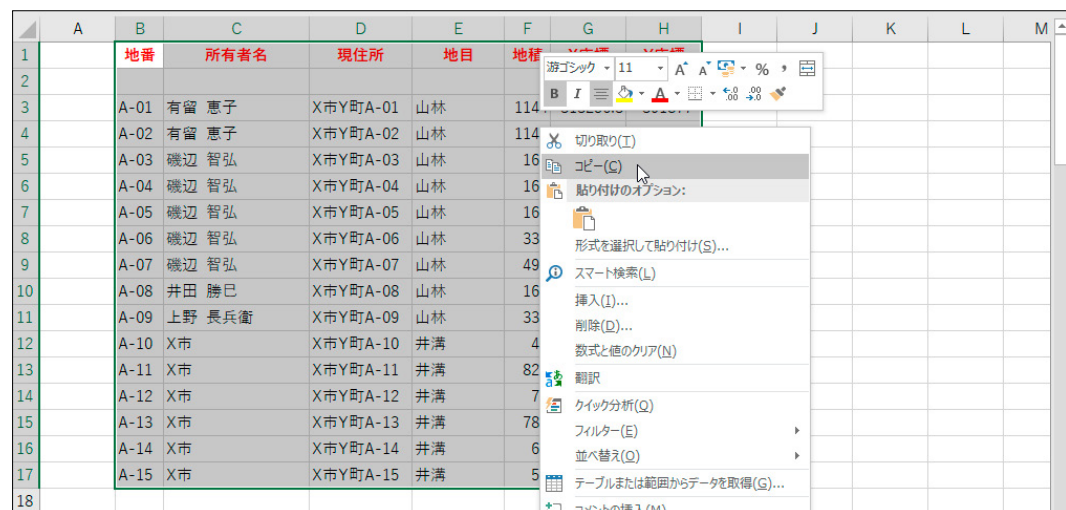 A B C D E F G H I J K L M
1 地番 所有者名 現住所 地目 地積
游ゴシック 11 A A %
2
B I A
3 A-01 有留 恵子 X市Y町A-01 山林 114
4 A-02 有留 恵子 X市Y町A-02 山林 114
切り取り(T)
5 A-03 磯辺 智弘 X市Y町A-03 山林 16
コピー(C)
6 A-04 磯辺 智弘 X市Y町A-04 山林 16
貼り付けのオプション:
7 A-05 磯辺 智弘 X市Y町A-05 山林 16
8 A-06 磯辺 智弘 X市Y町A-06 山林 33
形式を選択して貼り付け(S)...
9 A-07 磯辺 智弘 X市Y町A-07 山林 49
スマート検索(L)
10 A-08 井田 勝巳 X市Y町A-08 山林 16
挿入(I)...
11 A-09 上野 長兵衛 X市Y町A-09 山林 33
削除(D)...
12 A-10 X市 X市Y町A-10 井溝 4
数式と値のクリア(N)
13 A-11 X市 X市Y町A-11 井溝 82
翻訳
14 A-12 X市 X市Y町A-12 井溝 7
クイック分析(Q)
15 A-13 X市 X市Y町A-13 井溝 78
フィルター(E)
16 A-14 X市 X市Y町A-14 井溝 6
並べ替え(O)
17 A-15 X市 X市Y町A-15 井溝 5
テーブルまたは範囲からデータを取得(G)...
18
コメントの挿入(M)